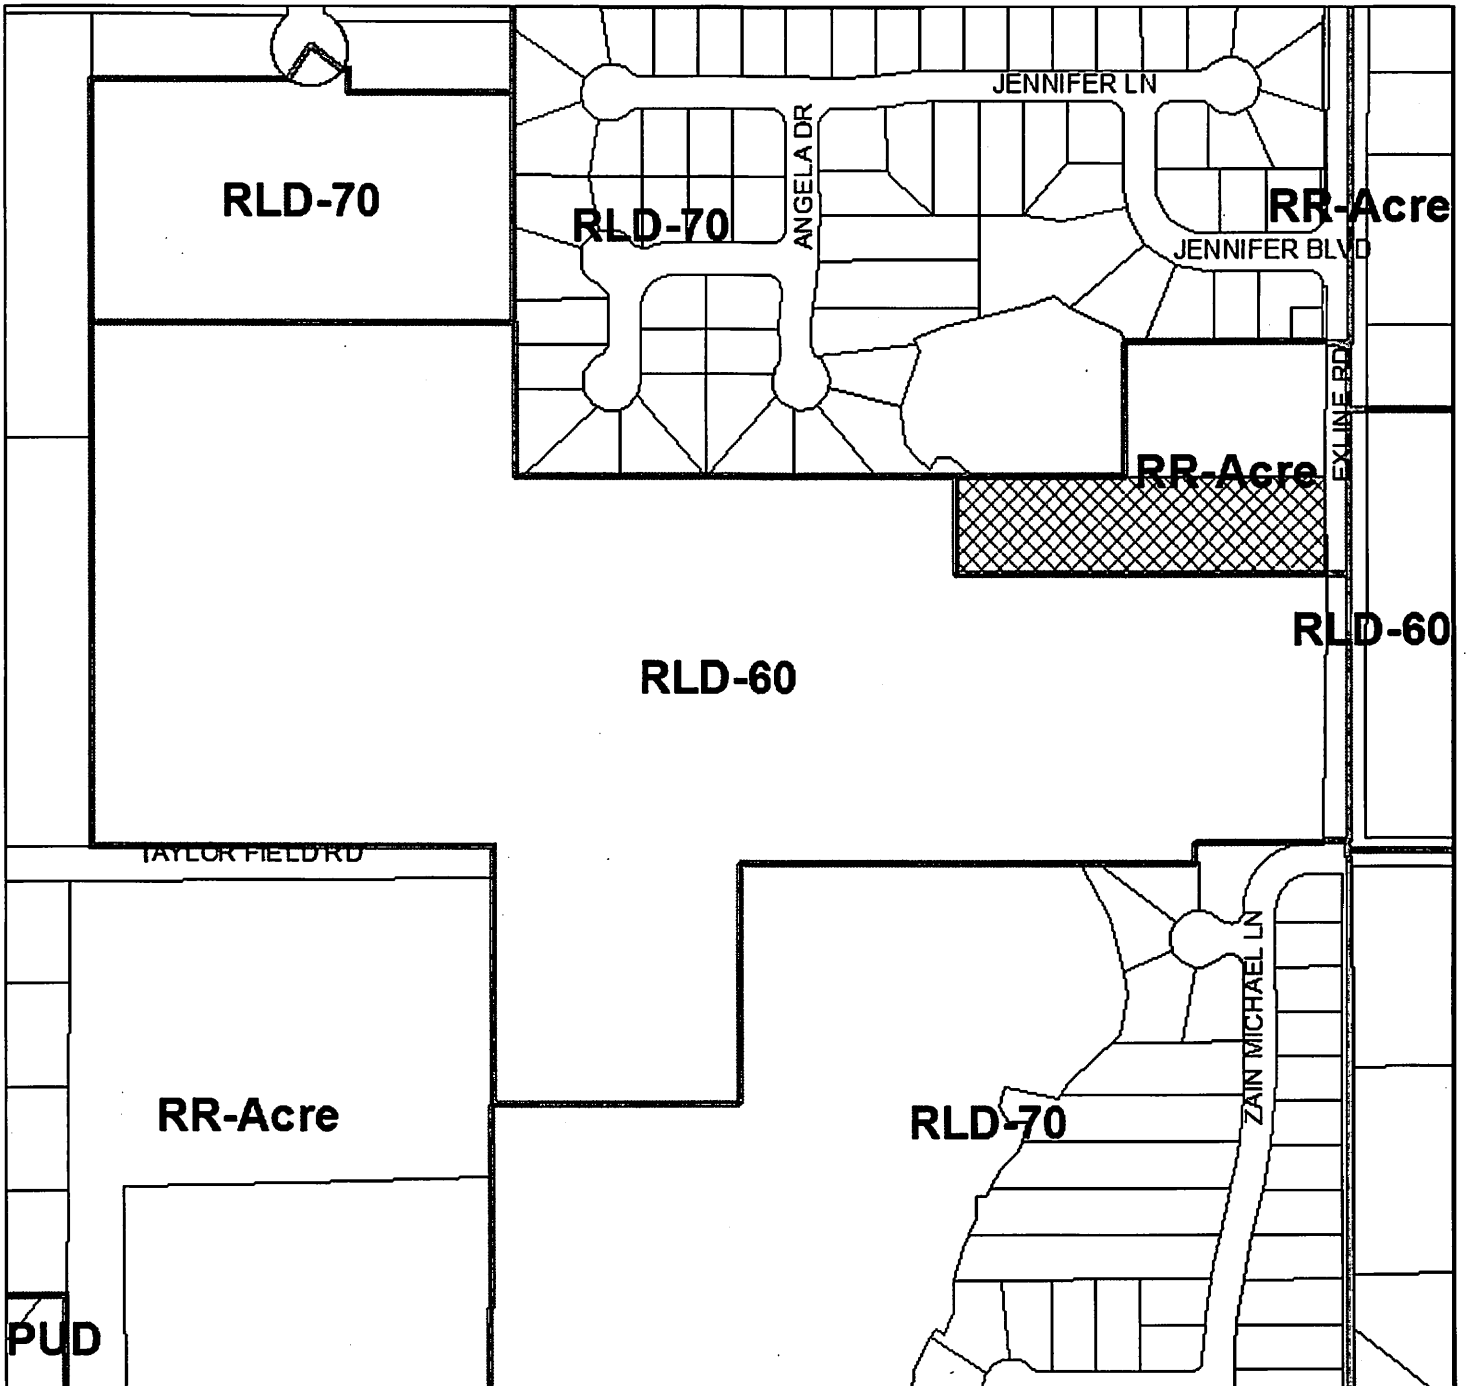 JENNIFER LN
ANGELA DR
RLD-70
RLD-70
RR-Acre
JENNIFER BLVD
EXLINE RD
RR-Acre
RLD-60
RLD-60
TAYLOR FIELD RD
ZAIN MICHAEL LN
RR-Acre
RLD-70
PUD